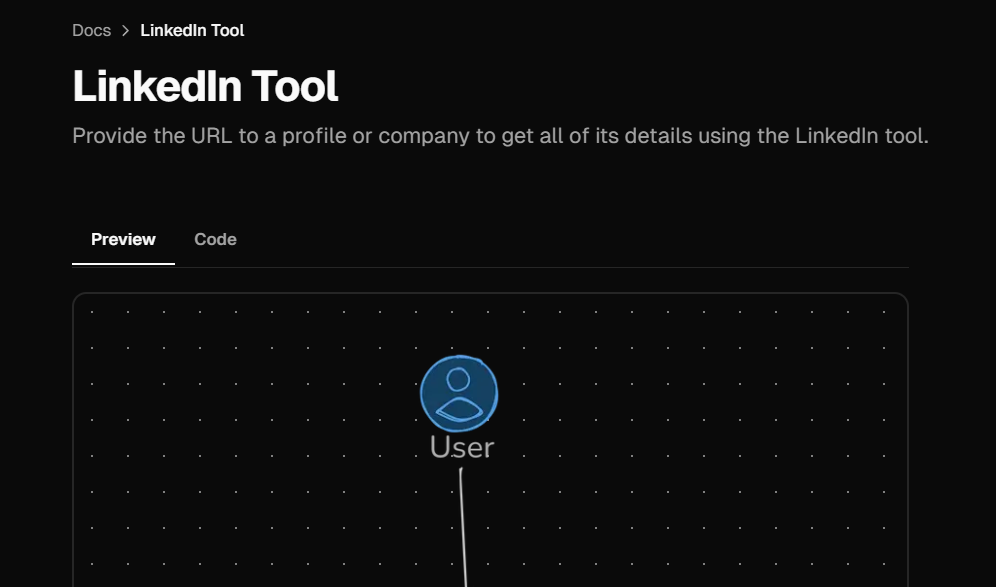 Docs > LinkedIn Tool
LinkedIn Tool
Provide the URL to a profile or company to get all of its details using the LinkedIn tool.
Preview Code
User